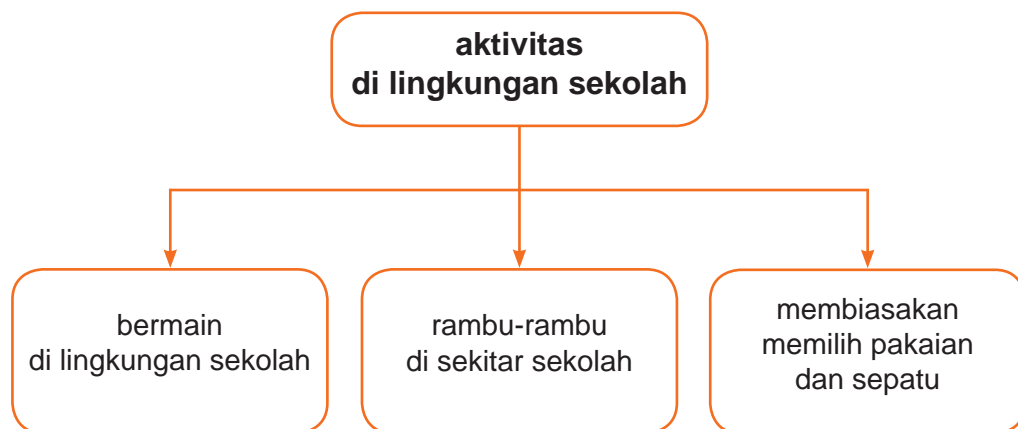 aktivitas
di lingkungan sekolah
bermain
di lingkungan sekolah
rambu-rambu
di sekitar sekolah
membiasakan
memilih pakaian
dan sepatu